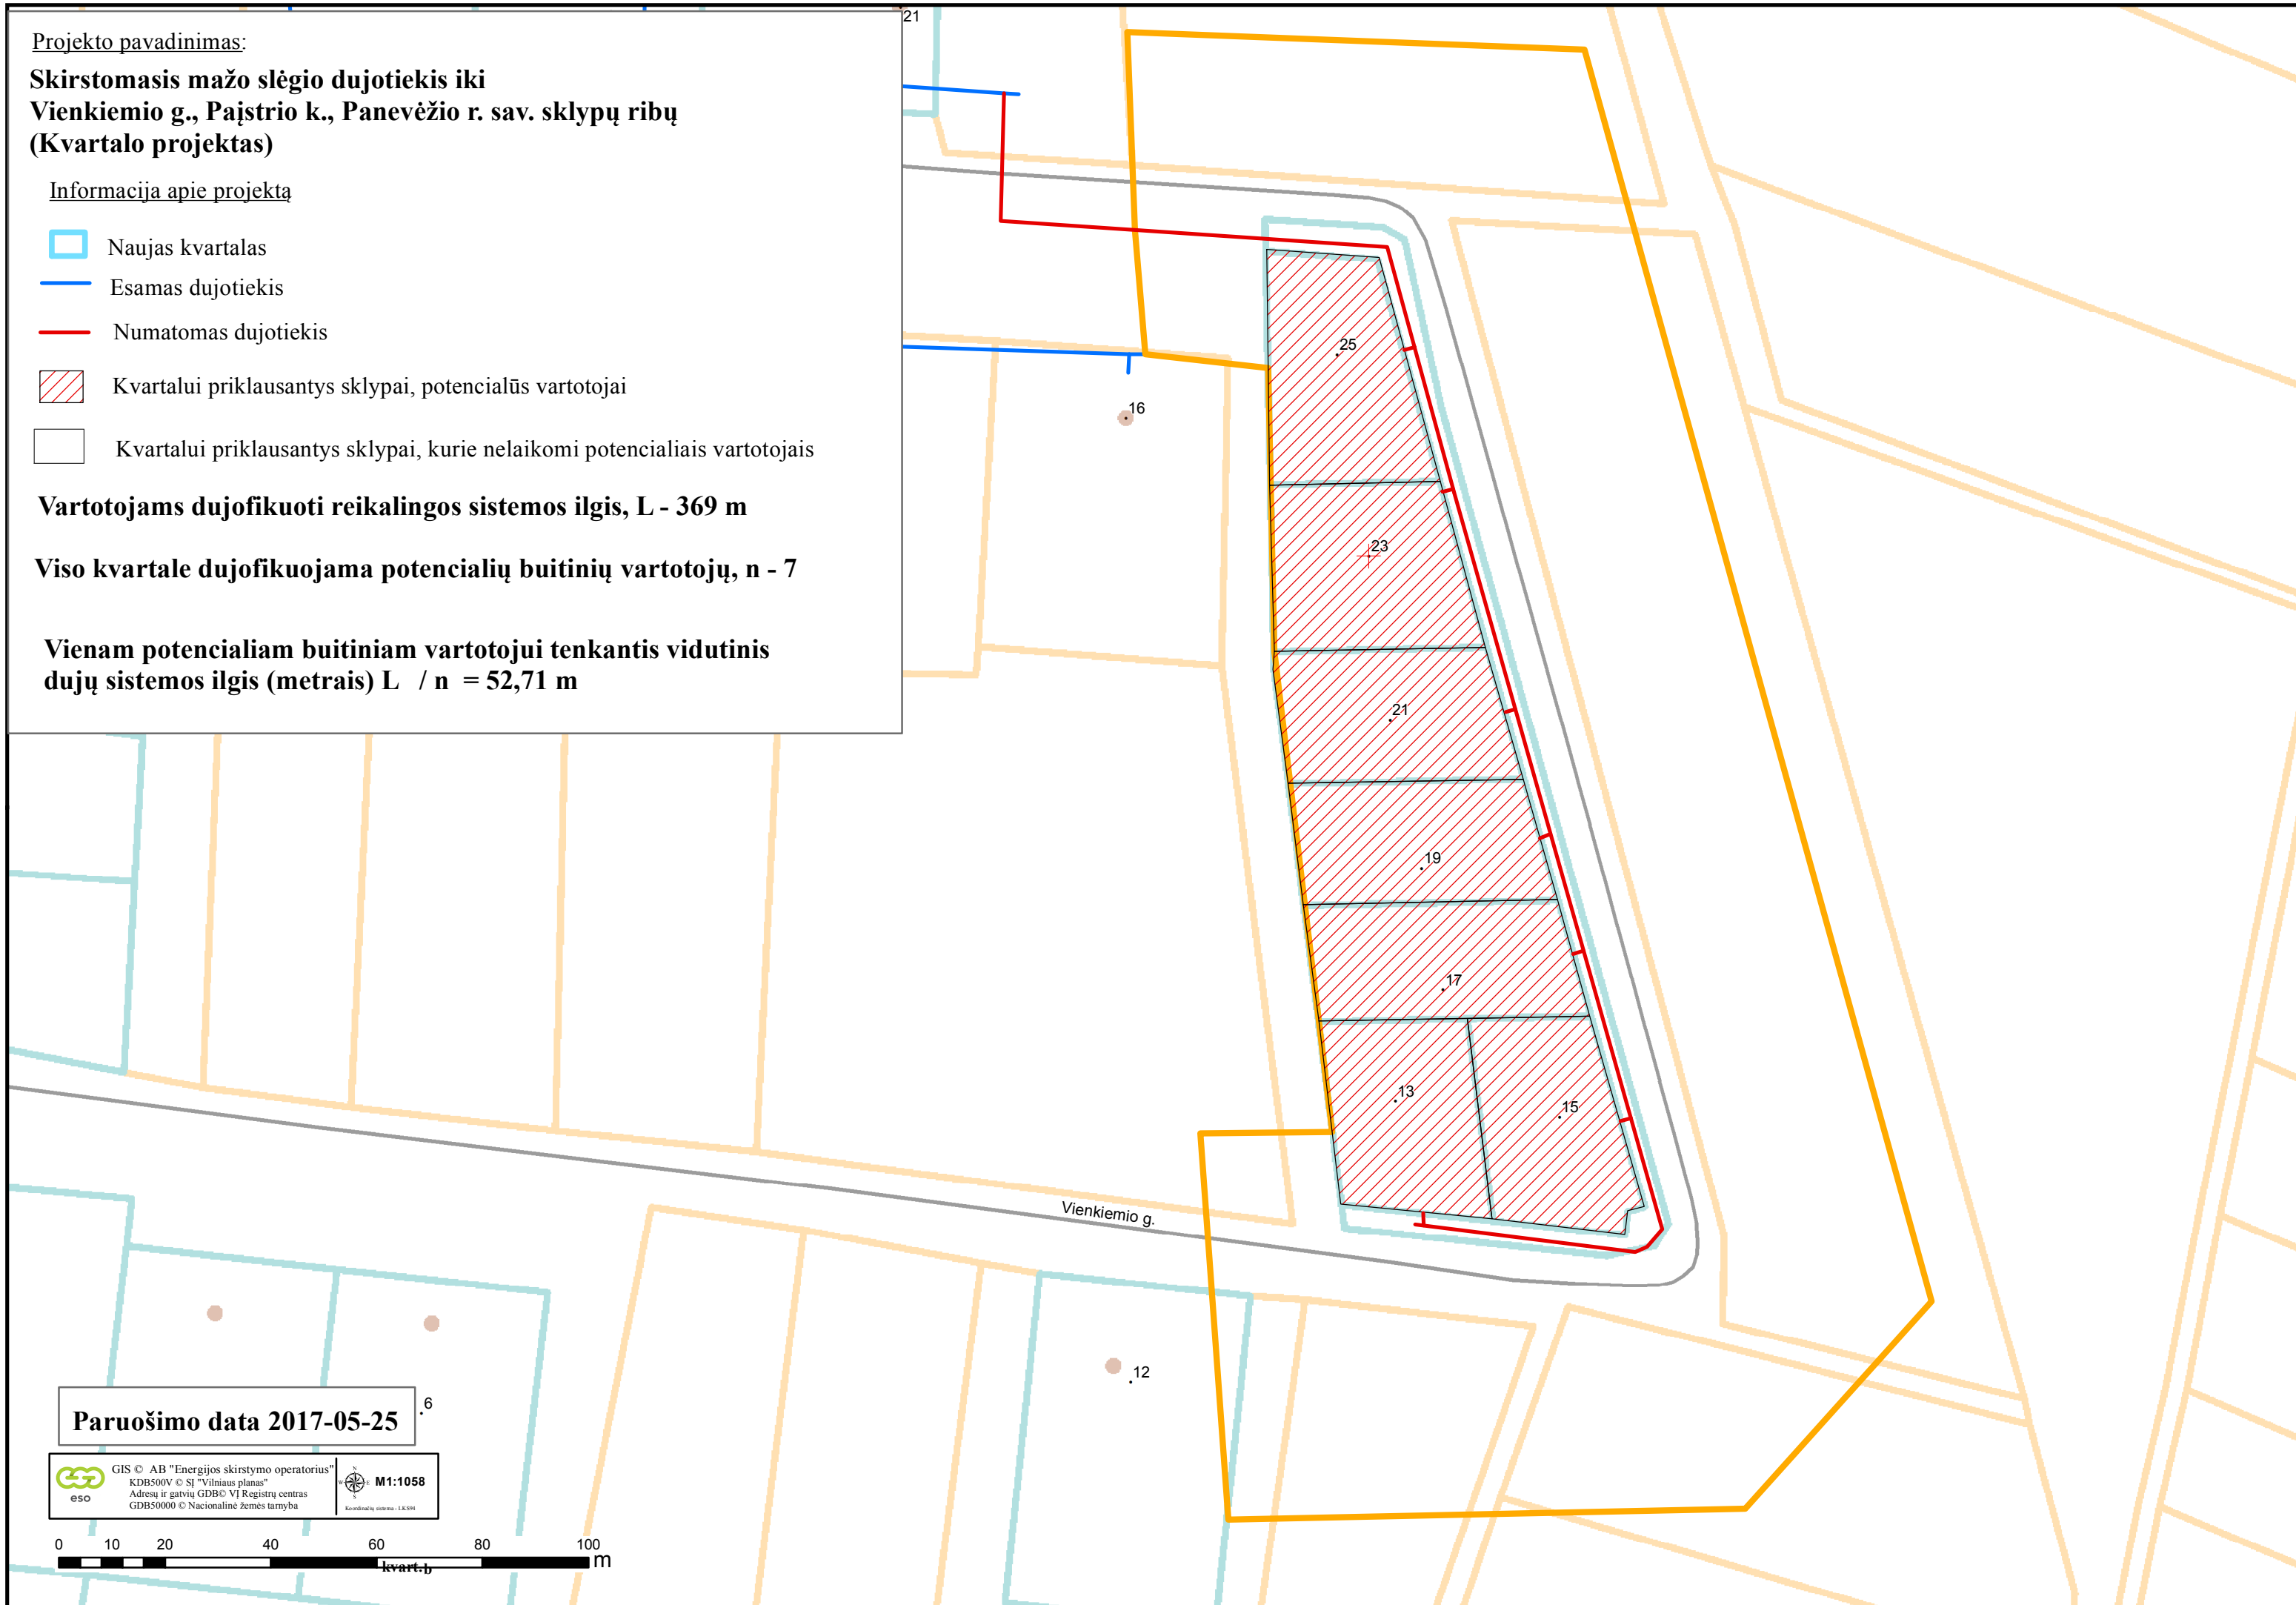 Projekto pavadinimas:
Skirstomasis mažo slėgio dujotiekis iki
Vienkiemio g., Paįstrio k., Panevėžio r. sav. sklypų ribų
(Kvartalo projektas)
Informacija apie projektą
Naujas kvartalas
Esamas dujotiekis
Numatomas dujotiekis
Kvartalui priklausantys sklypai, potencialūs vartotojai
Kvartalui priklausantys sklypai, kurie nelaikomi potencialiais vartotojais
Vartotojams dujofikuoti reikalingos sistemos ilgis, L - 369 m
Viso kvartale dujofikuojama potencialių buitinių vartotojų, n - 7
Vienam potencialiam buitiniam vartotojui tenkantis vidutinis
dujų sistemos ilgis (metrais) L / n = 52,71 m
21
25
16
23
21
19
17
13
15
Vienkiemio g.
12
6
Paruošimo data 2017-05-25
eso
GIS © AB "Energijos skirstymo operatorius"
KDB500V © SĮ "Vilniaus planas"
Adresų ir gatvių GDB© VĮ Registrų centras
GDB50000 © Nacionalinė žemės tarnyba
N
W E
S
M1:1058
Koordinačių sistema - LKS94
0 10 20 40 60 80 100 m
kvart.b